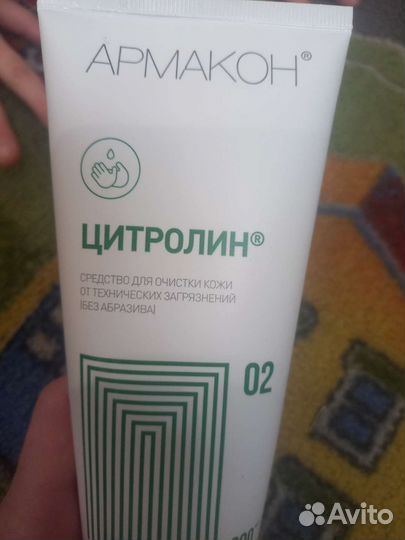 АРМАКОН®
ЦИТРОЛИН®
СРЕДСТВО ДЛЯ ОЧИСТКИ КОЖИ
ОТ ТЕХНИЧЕСКИХ ЗАГРЯЗНЕНИЙ
(БЕЗ АБРАЗИВА)
02
Avito